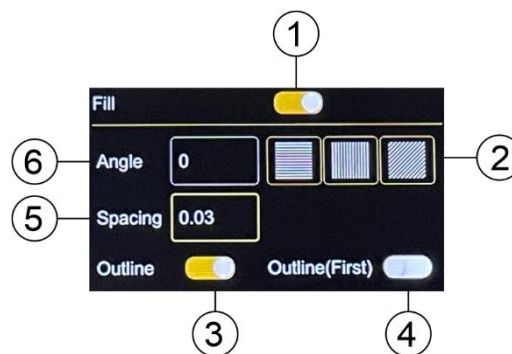 1
Fill
6 Angle 0 2
5 Spacing 0.03
Outline Outline(First)
3 4